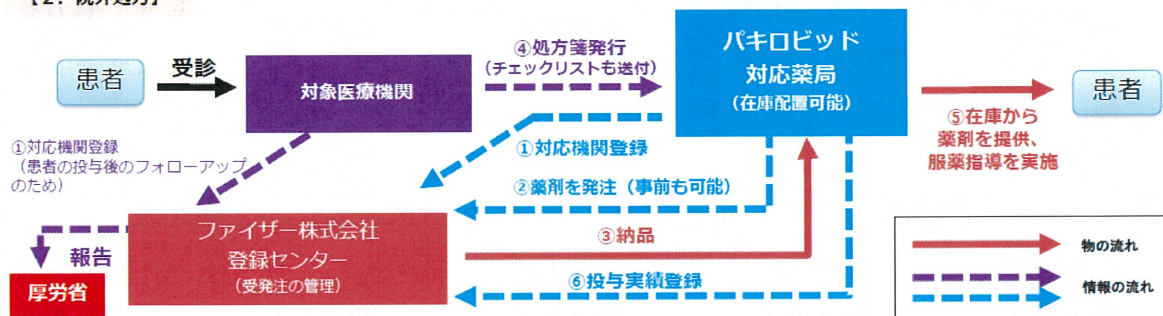 【2．院外処方】
患者
受診
対象医療機関
④処方箋発行
（チェックリストも送付）
パキロビッド
対応薬局
（在庫配置可能）
患者
⑤在庫から
薬剤を提供、
服薬指導を実施
①対応機関登録
（患者の投与後のフォローアップ
のため）
①対応機関登録
②薬剤を発注（事前も可能）
ファイザー株式会社
登録センター
（受発注の管理）
③納品
⑥投与実績登録
報告
厚労省
物の流れ
情報の流れ